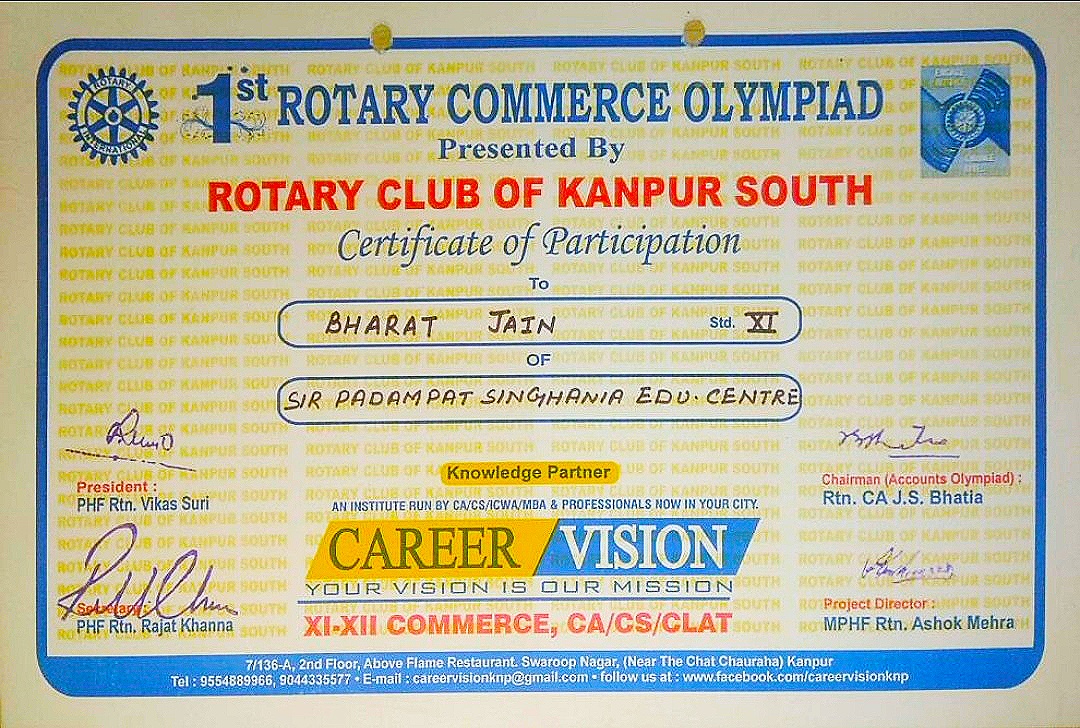 ROTARY INTERNATIONAL
1st ROTARY COMMERCE OLYMPIAD
Presented By
ROTARY CLUB OF KANPUR SOUTH
Certificate of Participation
To
BHARAT JAIN Std. XI
OF
SIR PADAMPAT SINGHANIA EDU. CENTRE
President :
PHF Rtn. Vikas Suri
Secretary:
PHF Rtn. Rajat Khanna
Chairman (Accounts Olympiad) :
Rtn. CA J.S. Bhatia
Project Director :
MPHF Rtn. Ashok Mehra
Knowledge Partner
AN INSTITUTE RUN BY CA/CS/ICWA/MBA & PROFESSIONALS NOW IN YOUR CITY.
CAREER VISION
YOUR VISION IS OUR MISSION
XI-XII COMMERCE, CA/CS/CLAT
7/136-A, 2nd Floor, Above Flame Restaurant. Swaroop Nagar, (Near The Chat Chauraha) Kanpur
Tel : 9554889966, 9044335577 • E-mail : careervisionknp@gmail.com • follow us at : www.facebook.com/careervisionknp